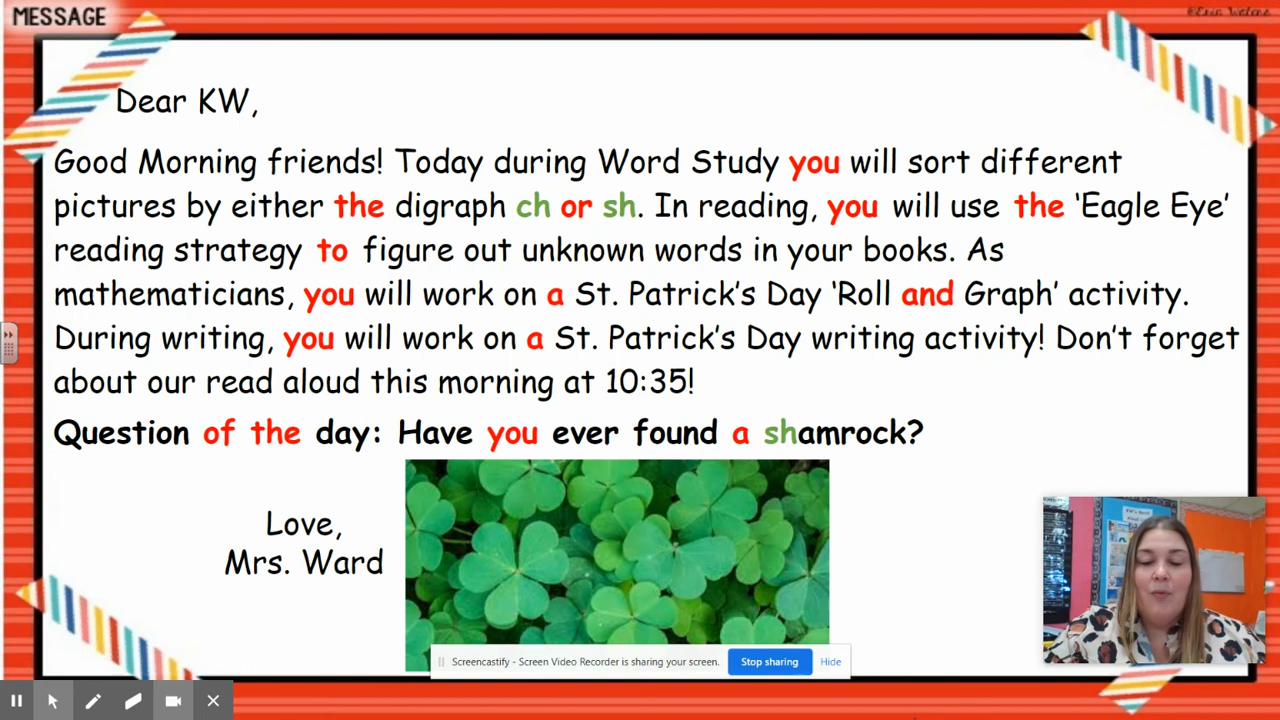 MESSAGE
Dear KW,
Good Morning friends! Today during Word Study you will sort different
pictures by either the digraph ch or sh. In reading, you will use the 'Eagle Eye'
reading strategy to figure out unknown words in your books. As
mathematicians, you will work on a St. Patrick's Day 'Roll and Graph' activity.
During writing, you will work on a St. Patrick's Day writing activity! Don't forget
about our read aloud this morning at 10:35!
Question of the day: Have you ever found a shamrock?
Love,
Mrs. Ward
Screencastify - Screen Video Recorder is sharing your screen.
Stop sharing
Hide